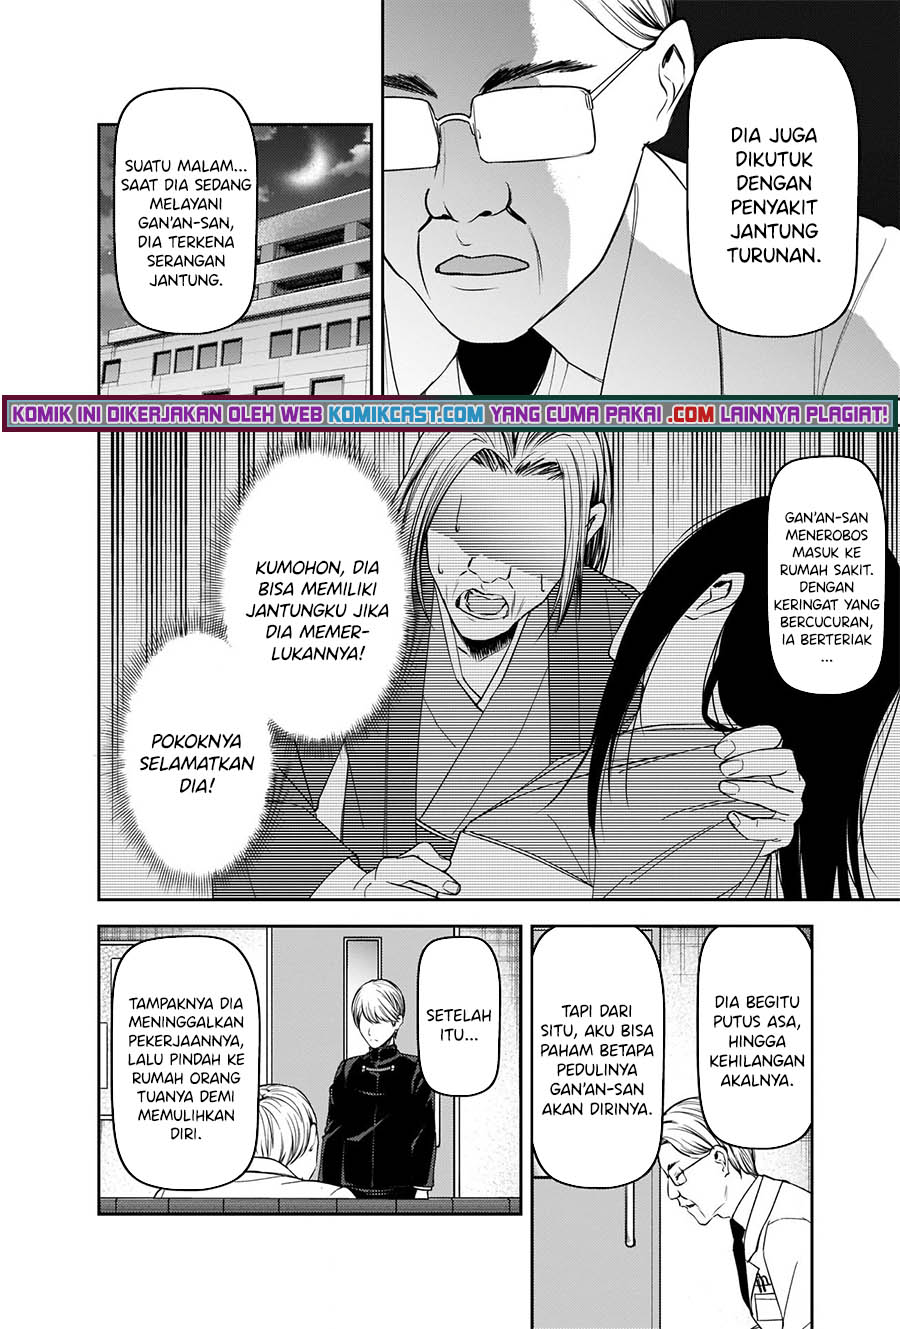 DIA JUGA
DIKUTUK
DENGAN
PENYAKIT
JANTUNG
TURUNAN.
SUATU MALAM...
SAAT DIA SEDANG
MELAYANI
GAN'AN-SAN,
DIA TERKENA
SERANGAN
JANTUNG.
KOMIK INI DIKERJAKAN OLEH WEB KOMIKCAST.COM YANG CUMA PAKAI .COM LAINNYA PLAGIAT!
GAN'AN-SAN
MENEROBOS
MASUK KE
RUMAH SAKIT.
DENGAN
KERINGAT YANG
BERCUCURAN,
IA BERTERIAK
...
KUMOHON, DIA
BISA MEMILIKI
JANTUNGKU JIKA
DIA MEMER-
LUKANNYA!
POKOKNYA
SELAMATKAN
DIA!
DIA BEGITU
PUTUS ASA,
HINGGA
KEHILANGAN
AKALNYA.
TAPI DARI
SITU, AKU BISA
PAHAM BETAPA
PEDULINYA
GAN'AN-SAN
AKAN DIRINYA.
SETELAH
ITU...
TAMPAKNYA DIA
MENINGGALKAN
PEKERJAANNYA,
LALU PINDAH KE
RUMAH ORANG
TUANYA DEMI
MEMULIHKAN
DIRI.